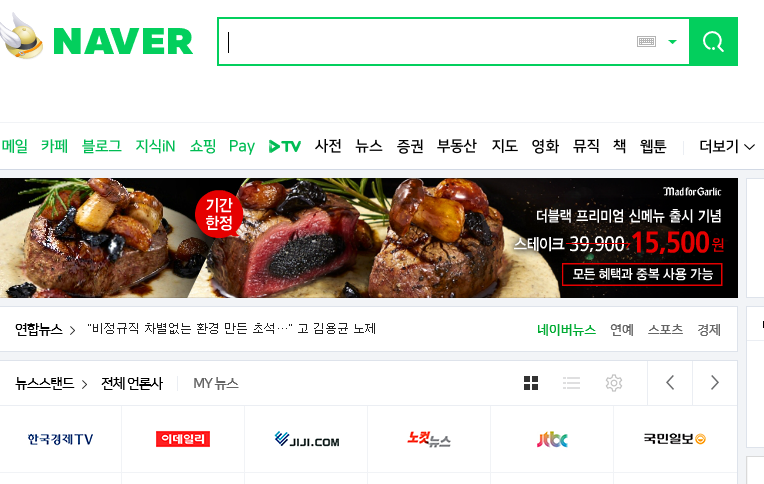 NAVER
메일 카페 블로그 지식iN 쇼핑 Pay TV 사전 뉴스 증권 부동산 지도 영화 뮤직 책 웹툰 더보기
기간
한정
Mad for Garlic
더블랙 프리미엄 신메뉴 출시 기념
스테이크 39,900 15,500원
모든 혜택과 중복 사용 가능
연합뉴스 "비정규직 차별없는 환경 만든 초석…" 고 김용균 노제 네이버뉴스 연예 스포츠 경제
뉴스스탠드 전체 언론사 MY 뉴스
한국경제TV 이데일리 JIJI.COM 노컷뉴스 jtbc 국민일보